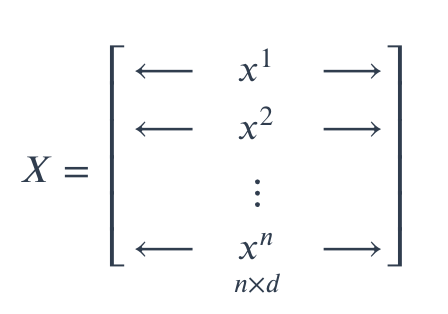 ← x¹ →
← x² →
X =
⋮
← xⁿ →
n×d